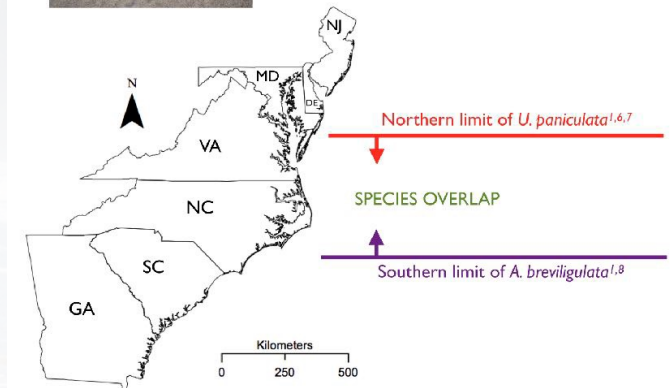 NJ
N
MD
DE
Northern limit of U. paniculata1,6,7
VA
SPECIES OVERLAP
NC
SC
Southern limit of A. breviligulata1,8
GA
Kilometers
0 250 500